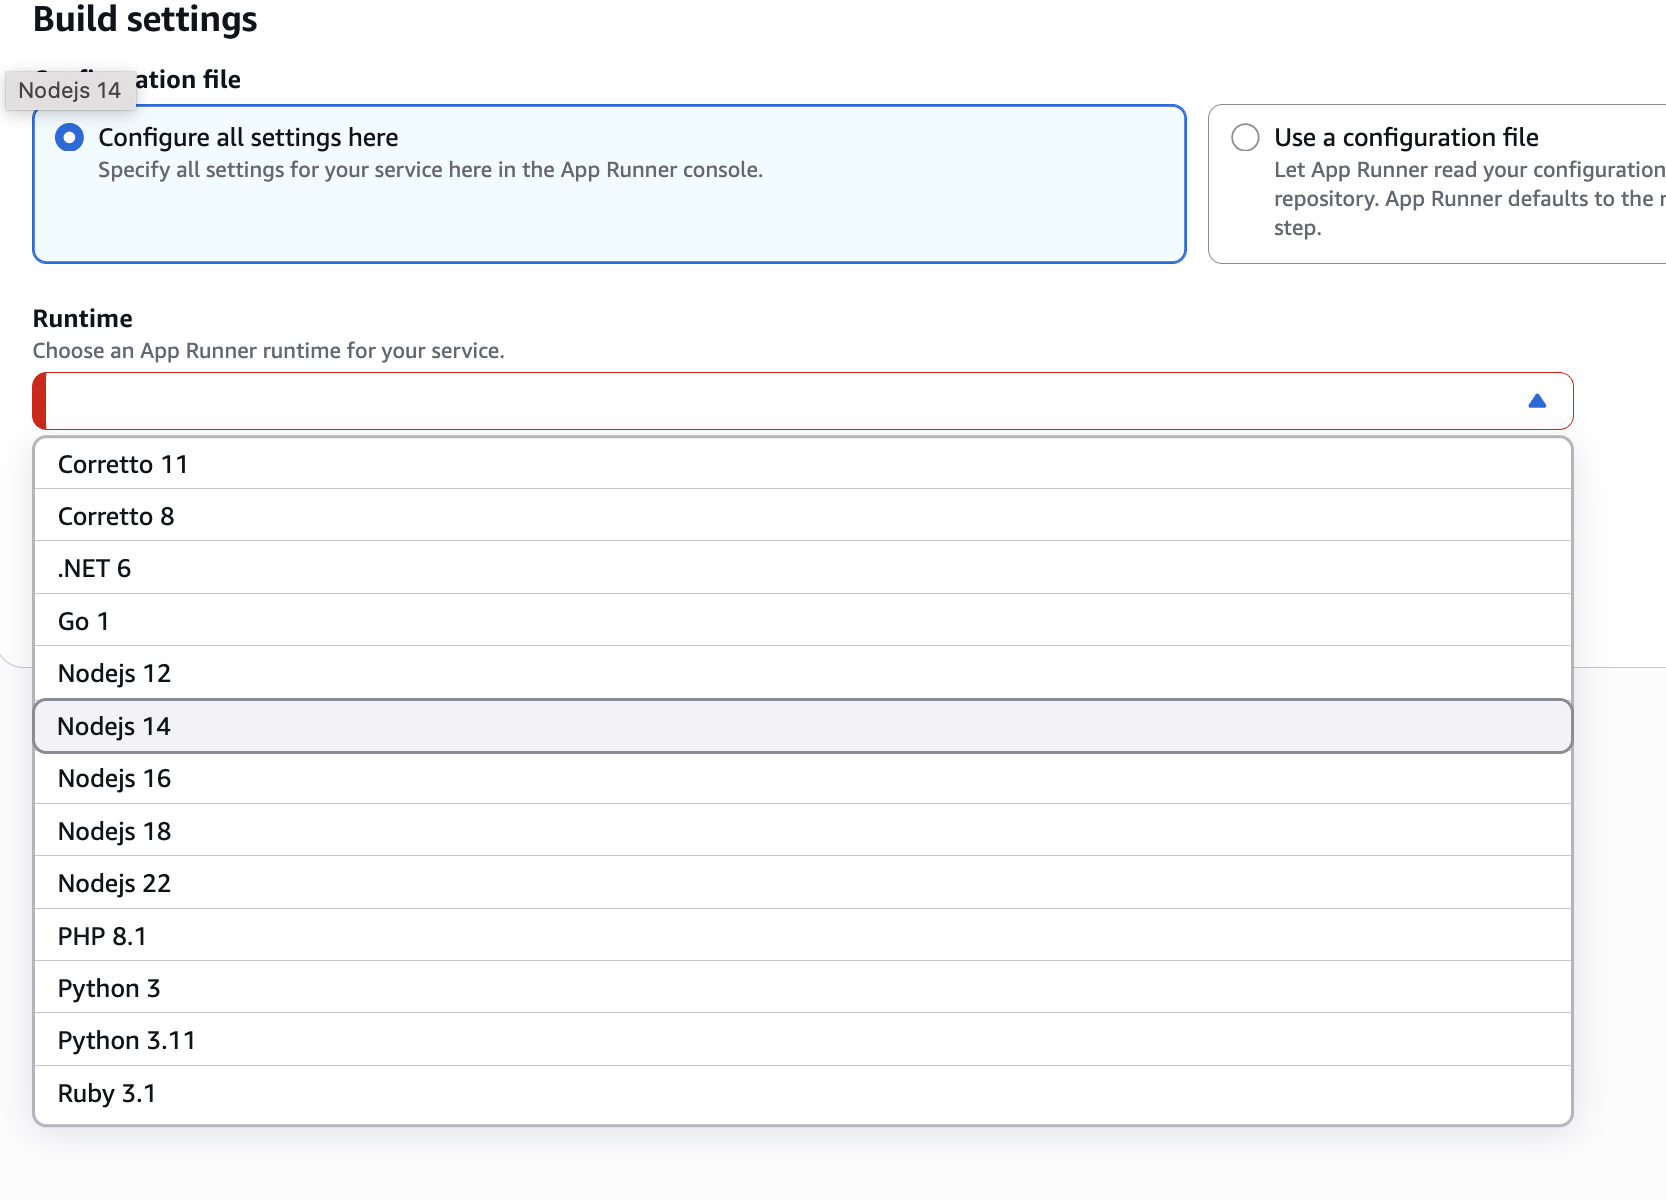 Build settings
ation file
Nodejs 14
Configure all settings here
Specify all settings for your service here in the App Runner console.
Use a configuration file
Let App Runner read your configuration
repository. App Runner defaults to the
step.
Runtime
Choose an App Runner runtime for your service.
Corretto 11
Corretto 8
.NET 6
Go 1
Nodejs 12
Nodejs 14
Nodejs 16
Nodejs 18
Nodejs 22
PHP 8.1
Python 3
Python 3.11
Ruby 3.1